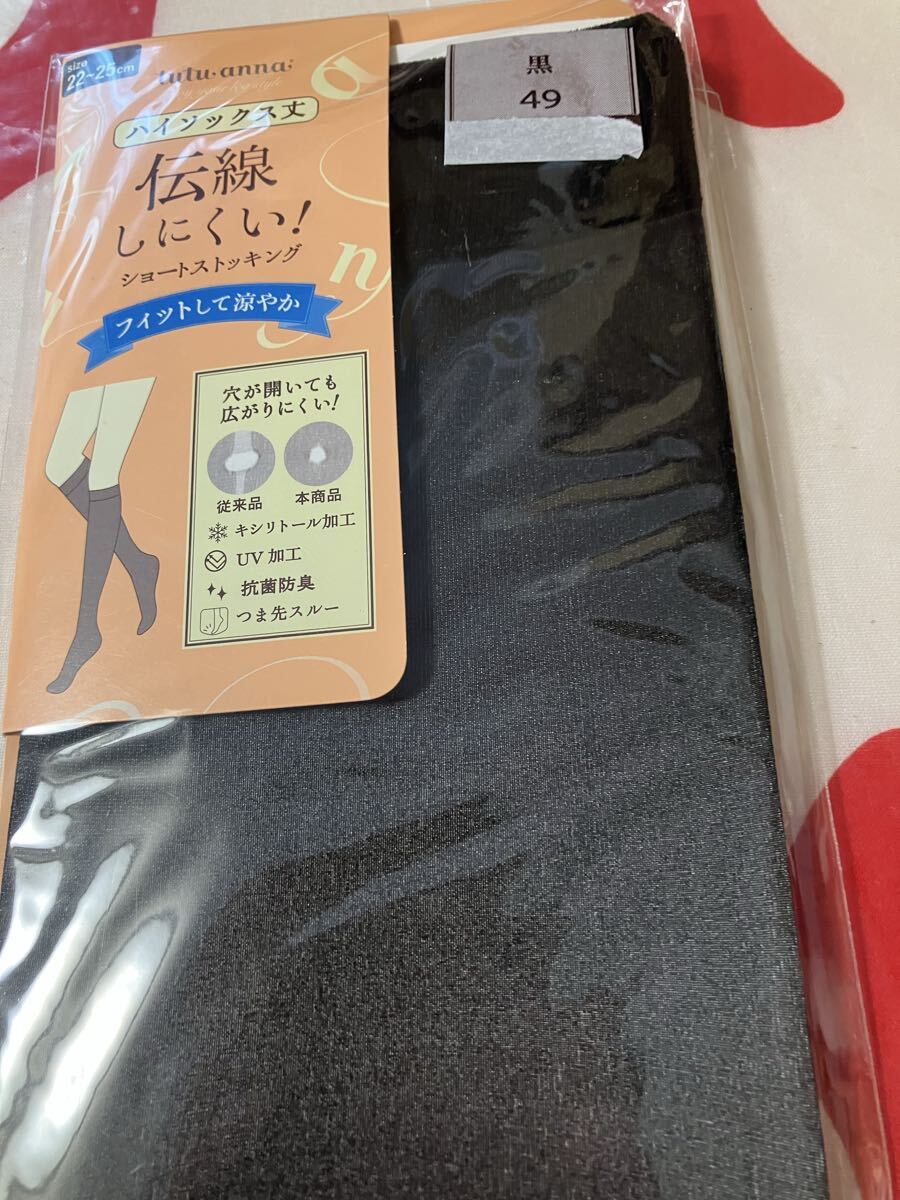 size
22~25cm
tutu·anna
ハイソックス丈
伝線
しにくい!
ショートストッキング
フィットして涼やか
穴が開いても
広がりにくい!
従来品 本商品
キシリトール加工
UV加工
抗菌防臭
つま先スルー
黒
49